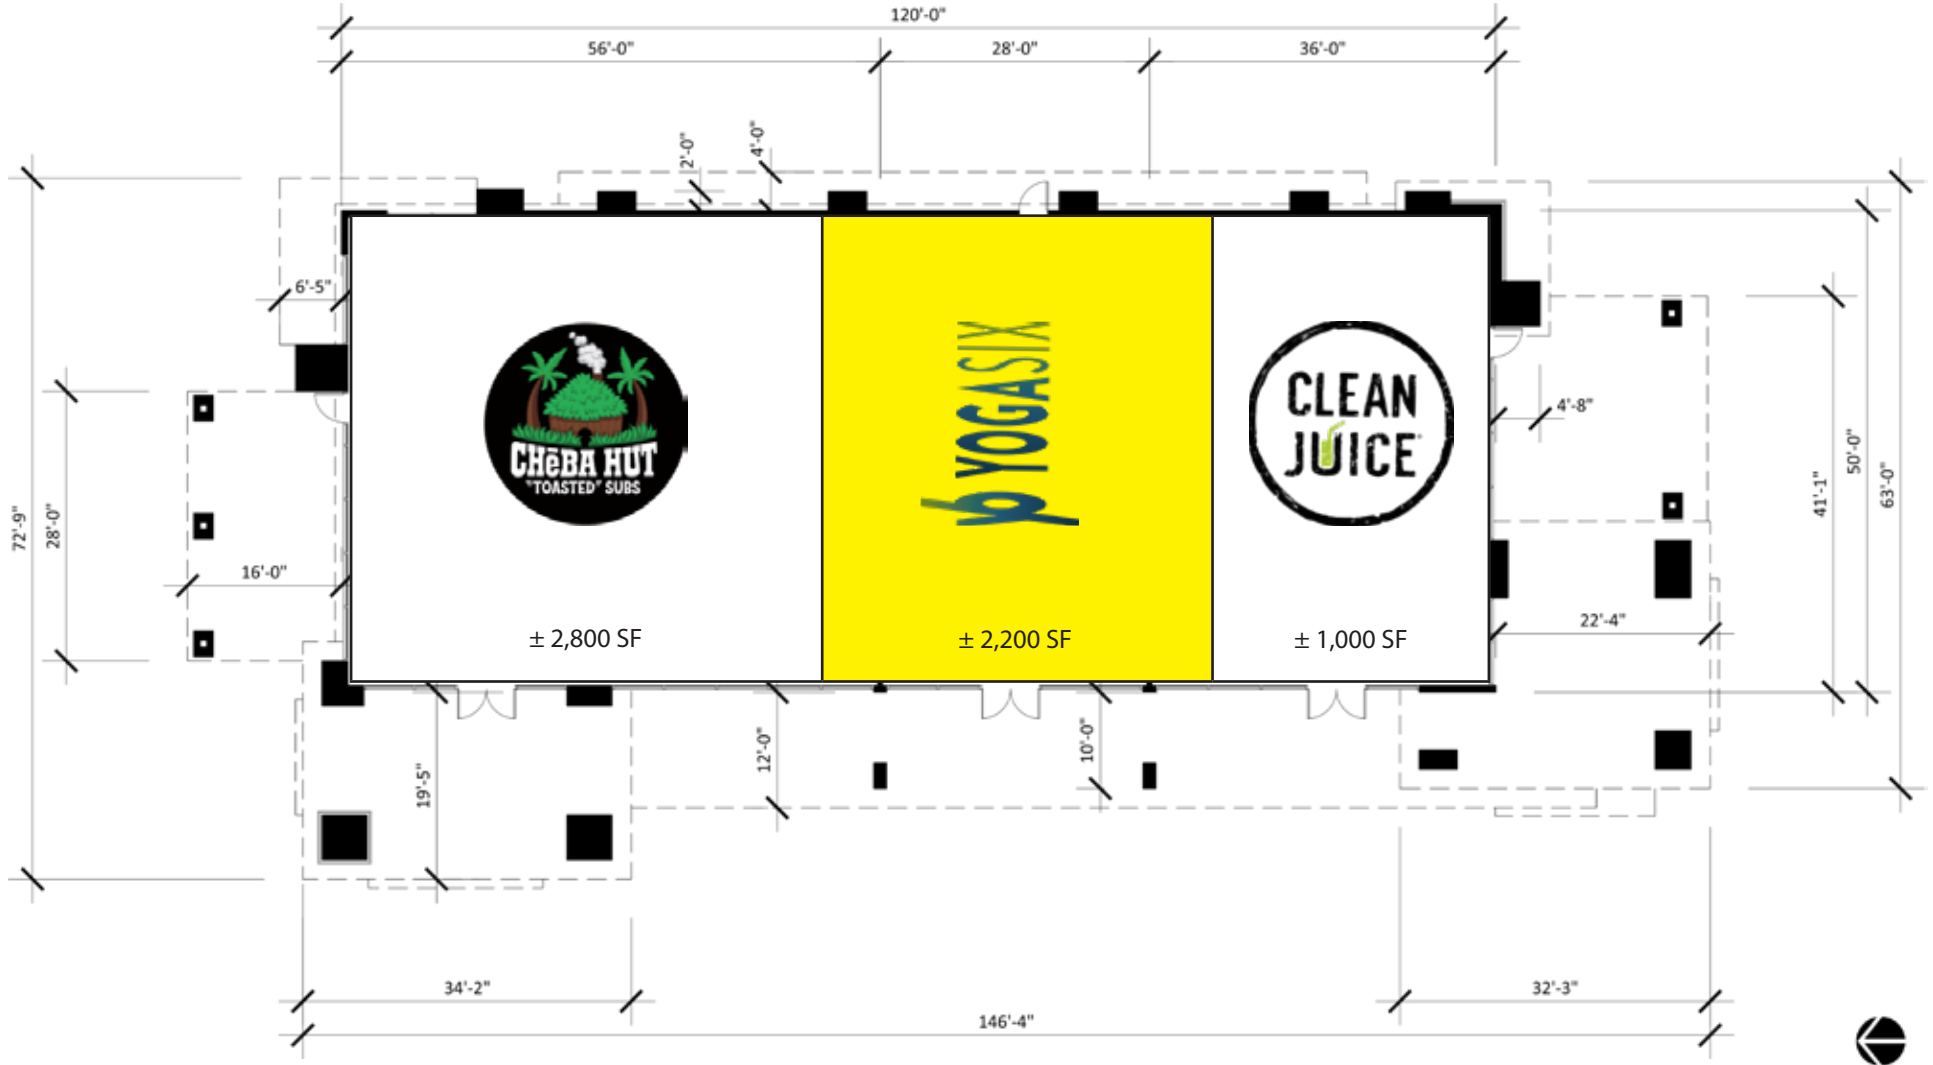 120'-0"
56'-0"
28'-0"
36'-0"
2'-0"
4'-0"
6'-5"
CHēBA HUT
"TOASTED" SUBS
YOGASIX
CLEAN
JUICE
4'-8"
72'-9"
28'-0"
41'-1"
50'-0"
63'-0"
16'-0"
± 2,800 SF
± 2,200 SF
± 1,000 SF
22'-4"
19'-5"
12'-0"
10'-0"
34'-2"
32'-3"
146'-4"